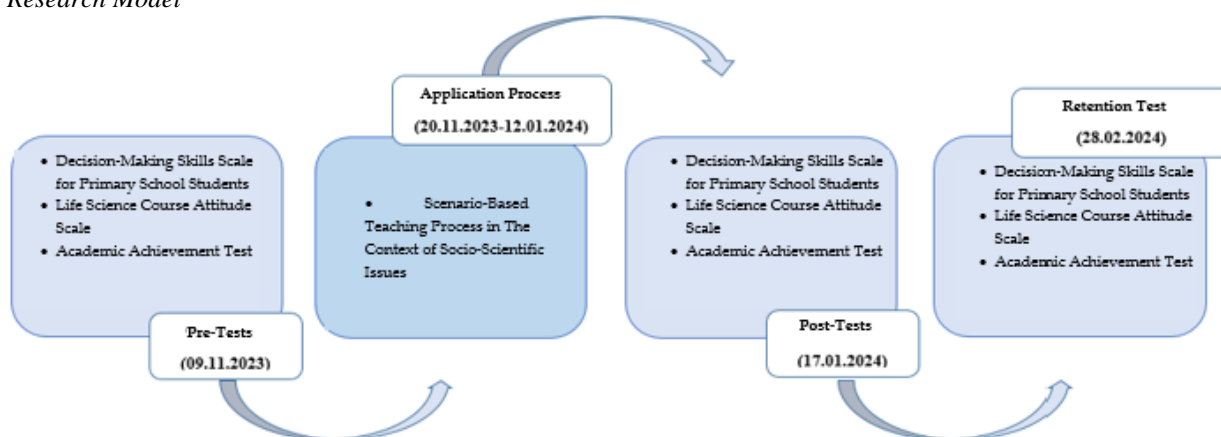 Research Model
Application Process
(20.11.2023-12.01.2024)
Retention Test
(28.02.2024)
• Decision-Making Skills Scale
for Primary School Students
• Life Science Course Attitude
Scale
• Academic Achievement Test
Pre-Tests
(09.11.2023)
• Scenario-Based
Teaching Process in The
Context of Socio-Scientific
Issues
• Decision-Making Skills Scale
for Primary School Students
• Life Science Course Attitude
Scale
• Academic Achievement Test
Post-Tests
(17.01.2024)
• Decision-Making Skills Scale
for Primary School Students
• Life Science Course Attitude
Scale
• Academic Achievement Test